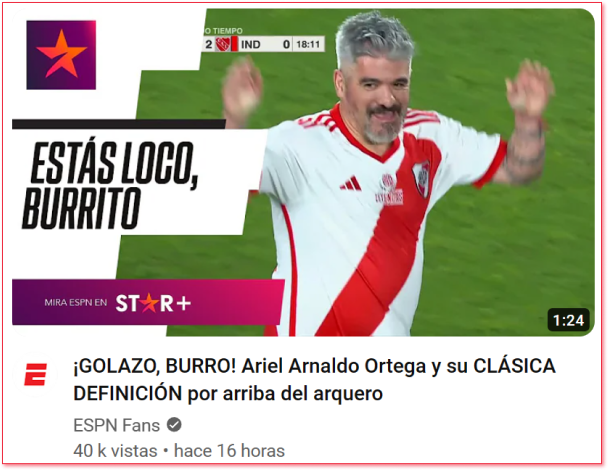 O TIEMPO
2 IND 0 18:11
ESTÁS LOCO,
BURRITO
MIRA ESPN EN STAR+
1:24
¡GOLAZO, BURRO! Ariel Arnaldo Ortega y su CLÁSICA
DEFINICIÓN por arriba del arquero
ESPN Fans
40 k vistas • hace 16 horas